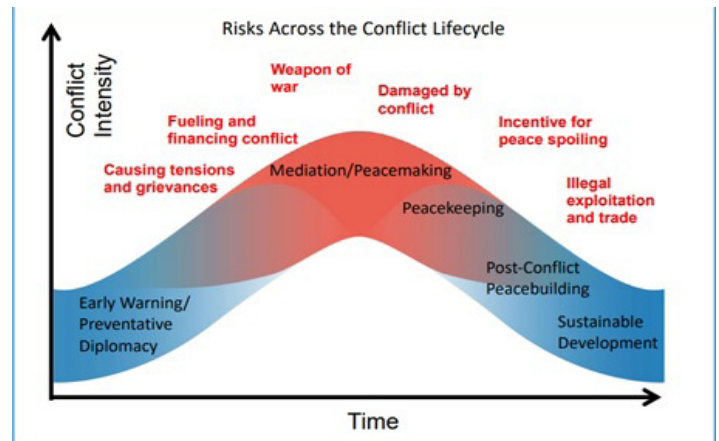 Risks Across the Conflict Lifecycle
Conflict
Intensity
Weapon of
war
Damaged by
conflict
Fueling and
financing conflict
Incentive for
peace spoiling
Causing tensions
and grievances
Mediation/Peacemaking
Illegal
exploitation
and trade
Peacekeeping
Post-Conflict
Peacebuilding
Early Warning/
Preventative
Diplomacy
Sustainable
Development
Time